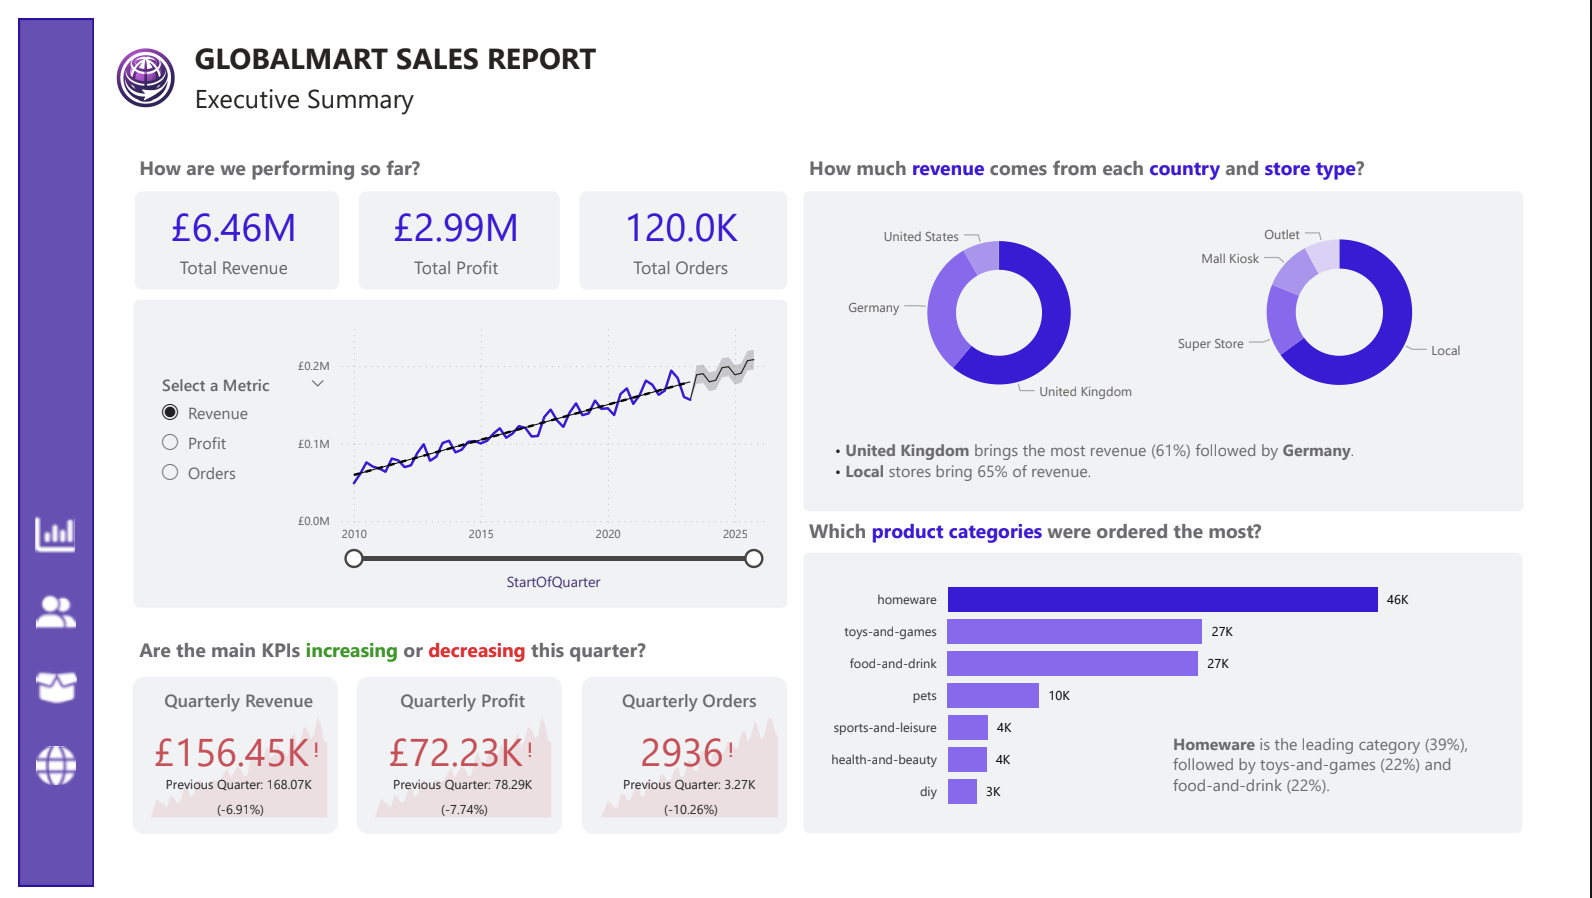 GLOBALMART SALES REPORT
Executive Summary
How are we performing so far?
£6.46M
Total Revenue
£2.99M
Total Profit
120.0K
Total Orders
Select a Metric
Revenue
Profit
Orders
£0.2M
£0.1M
£0.0M
2010
2015
2020
2025
StartOfQuarter
Are the main KPIs increasing or decreasing this quarter?
Quarterly Revenue
£156.45K!
Previous Quarter: 168.07K
(-6.91%)
Quarterly Profit
£72.23K!
Previous Quarter: 78.29K
(-7.74%)
Quarterly Orders
2936!
Previous Quarter: 3.27K
(-10.26%)
How much revenue comes from each country and store type?
United States
Germany
United Kingdom
Outlet
Mall Kiosk
Super Store
Local
• United Kingdom brings the most revenue (61%) followed by Germany.
• Local stores bring 65% of revenue.
Which product categories were ordered the most?
homeware 46K
toys-and-games 27K
food-and-drink 27K
pets 10K
sports-and-leisure 4K
health-and-beauty 4K
diy 3K
Homeware is the leading category (39%),
followed by toys-and-games (22%) and
food-and-drink (22%).